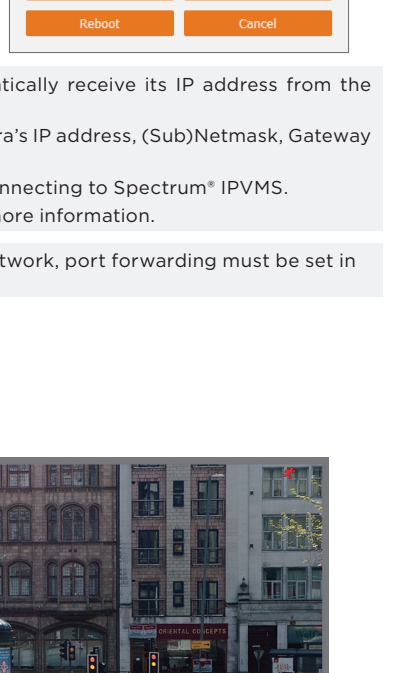 Reboot Cancel
tically receive its IP address from the
ra's IP address, (Sub)Netmask, Gateway
nnecting to Spectrum® IPVMS.
ore information.
twork, port forwarding must be set in
ORIENTAL CONCEPTS